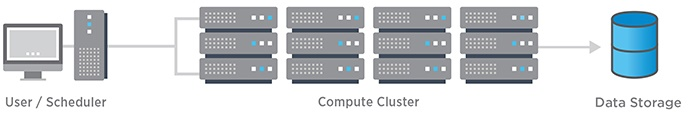 User / Scheduler
Compute Cluster
Data Storage